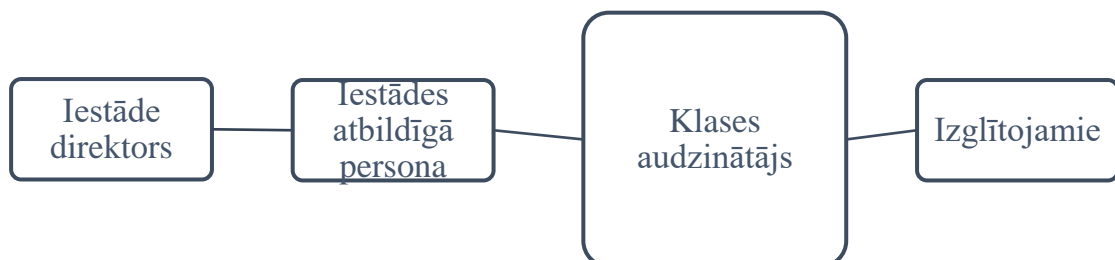 Iestāde
direktors
Iestādes
atbildīgā
persona
Klases
audzinātājs
Izglītojamie